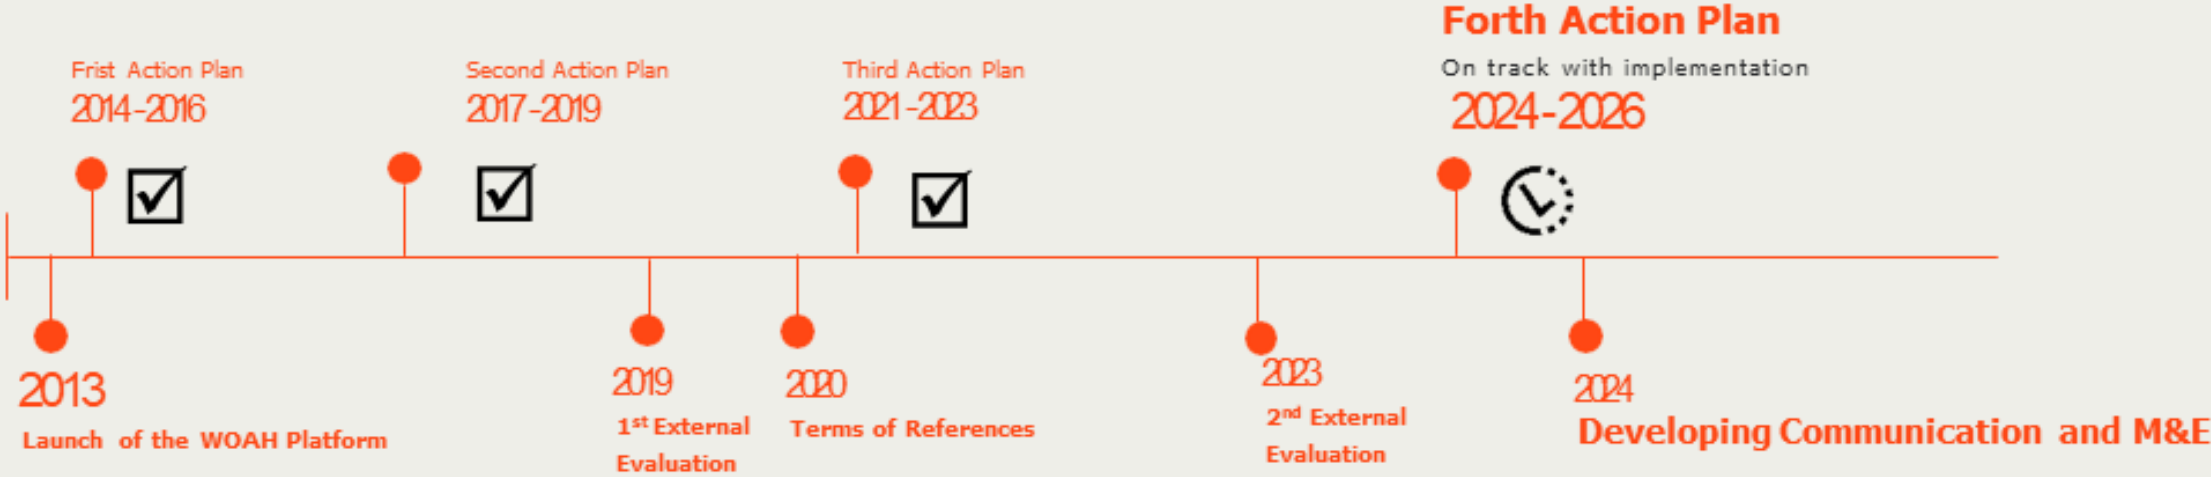 Frist Action Plan
2014-2016
Second Action Plan
2017-2019
Third Action Plan
2021-2023
Forth Action Plan
On track with implementation
2024-2026
2013
Launch of the WOAH Platform
2019
1st External
Evaluation
2020
Terms of References
2023
2nd External
Evaluation
2024
Developing Communication and M&E